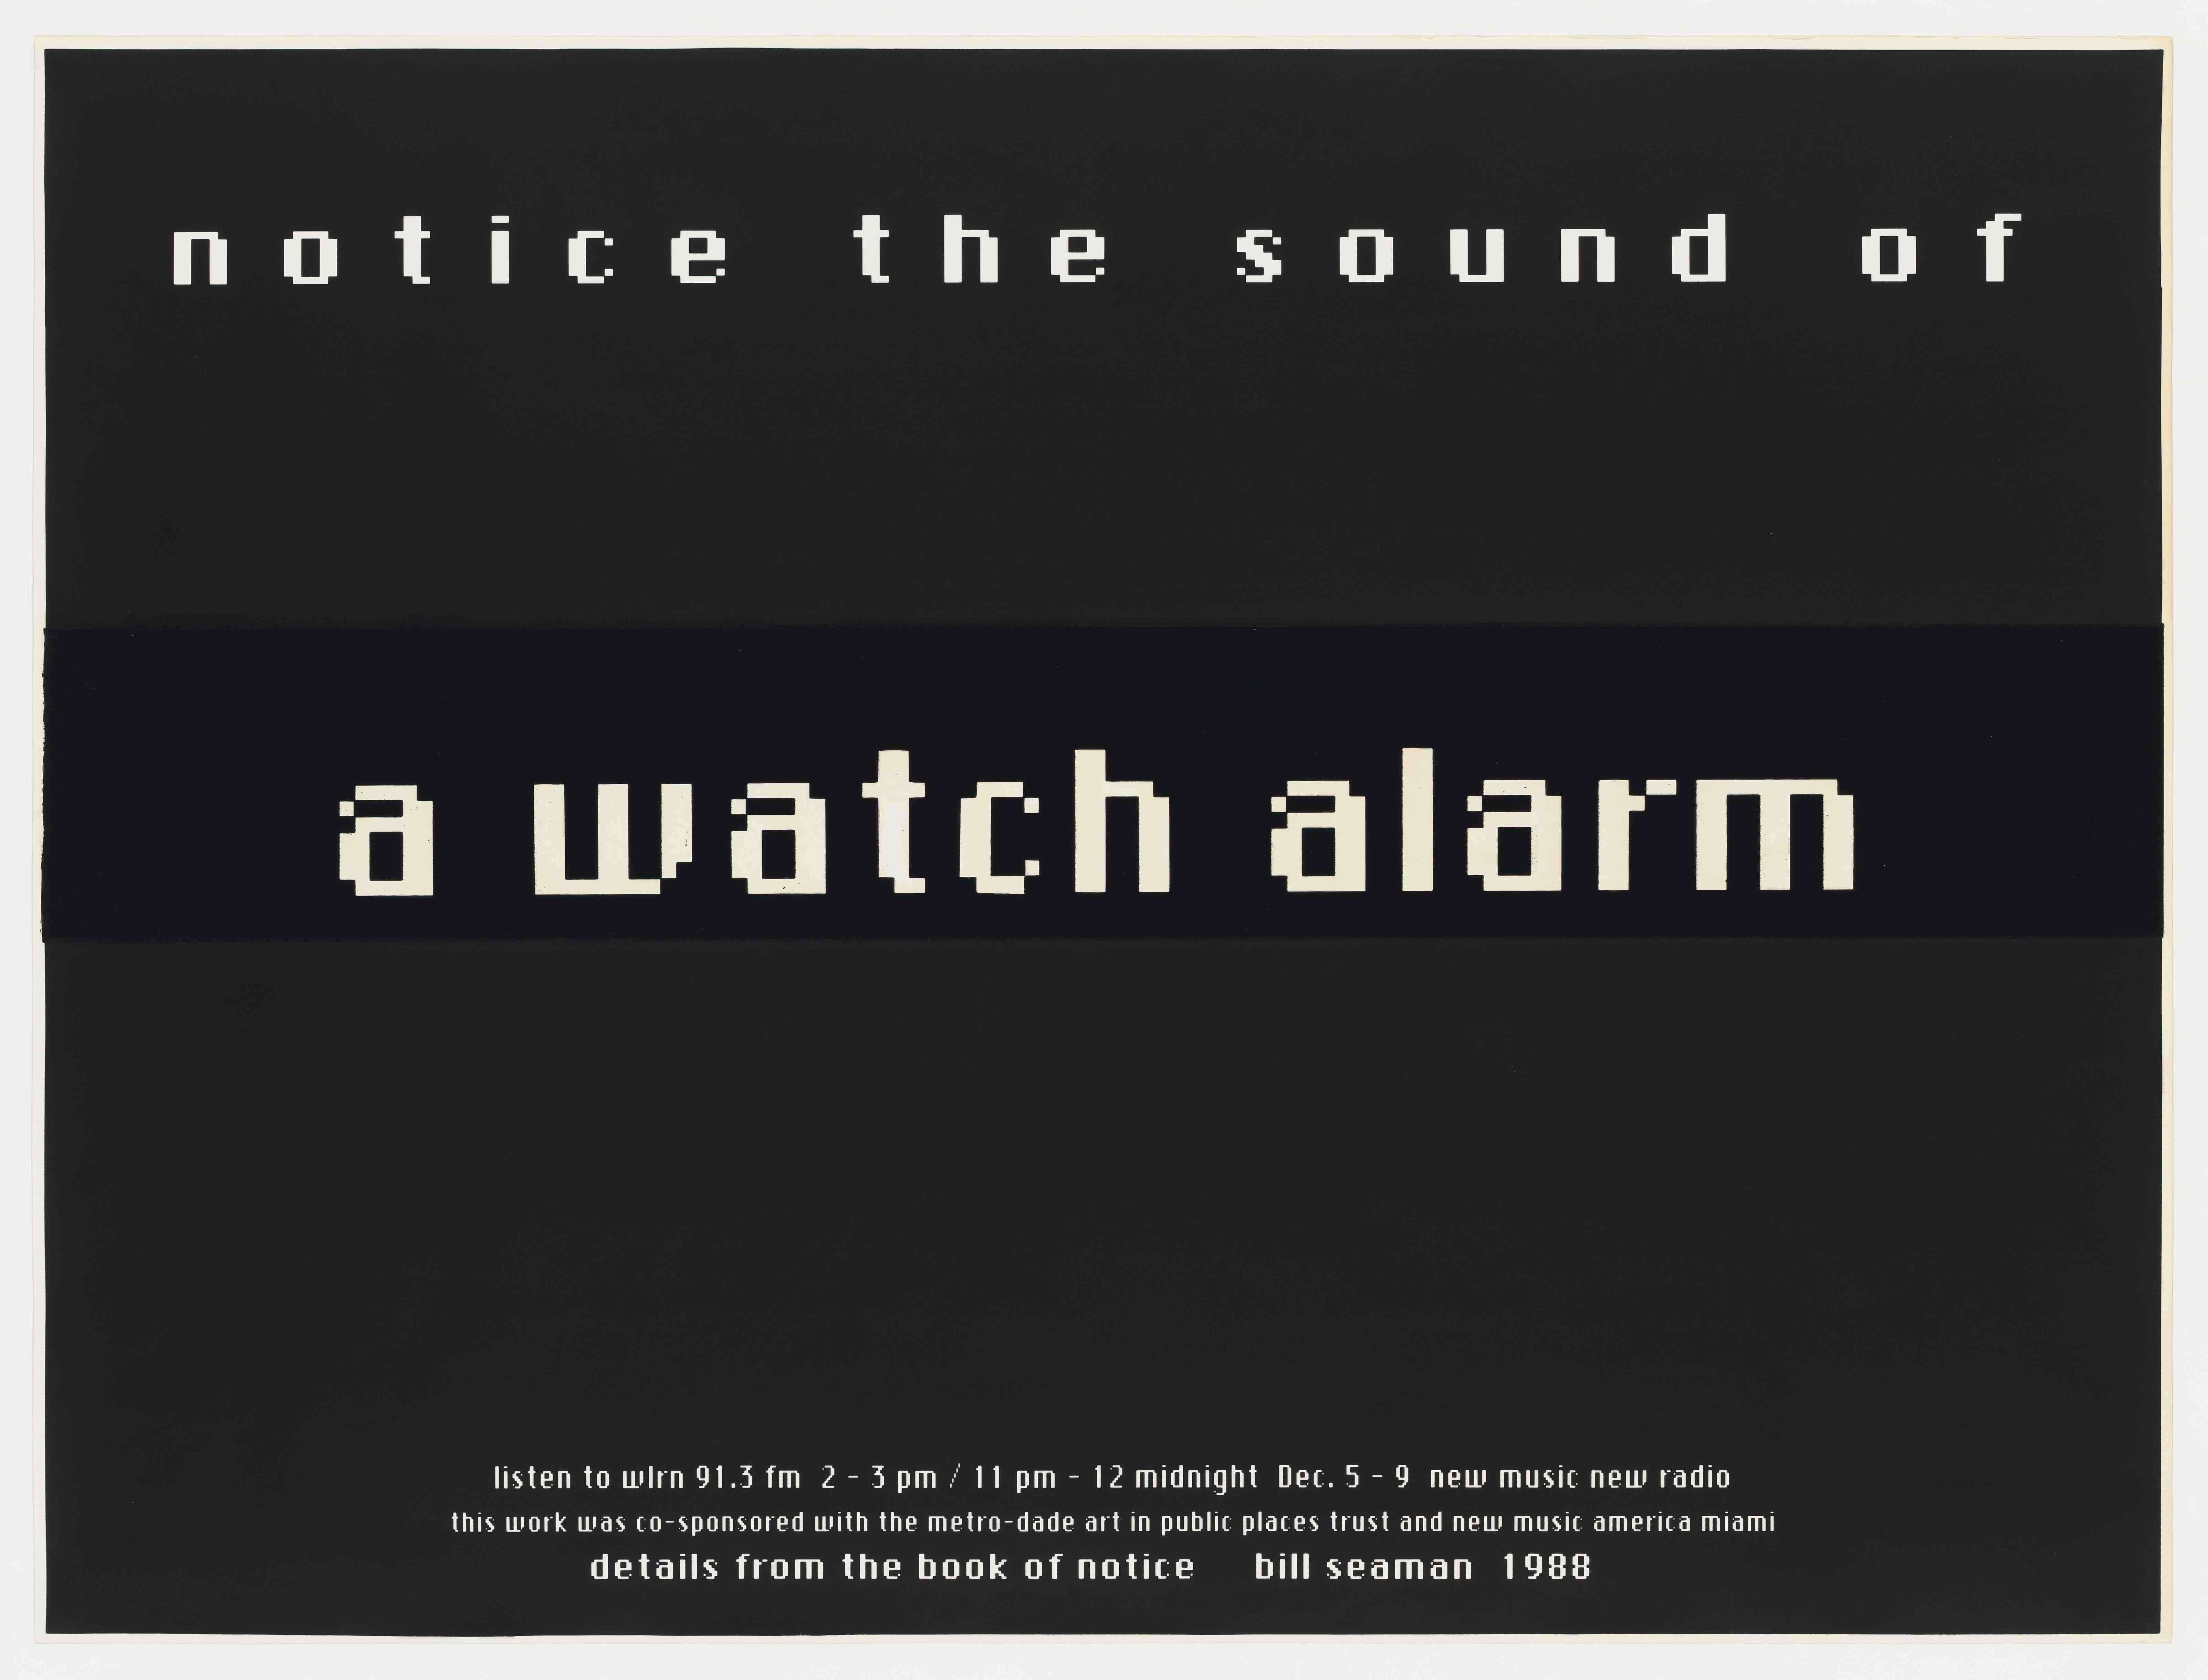 notice the sound of
a watch alarm
listen to wlrn 91.3 fm 2 - 3 pm / 11 pm - 12 midnight Dec. 5 - 9 new music new radio
this work was co-sponsored with the metro-dade art in public places trust and new music america miami
details from the book of notice bill seaman 1988